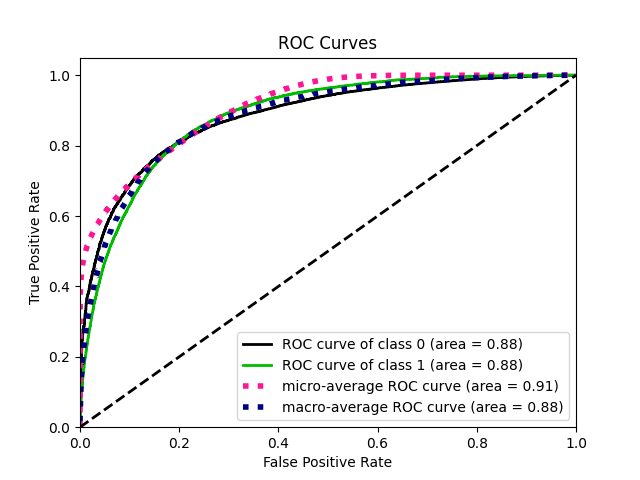 ROC Curves
True Positive Rate
1.0
0.8
0.6
0.4
0.2
0.0
ROC curve of class 0 (area = 0.88)
ROC curve of class 1 (area = 0.88)
micro-average ROC curve (area = 0.91)
macro-average ROC curve (area = 0.88)
0.0 0.2 0.4 0.6 0.8 1.0
False Positive Rate